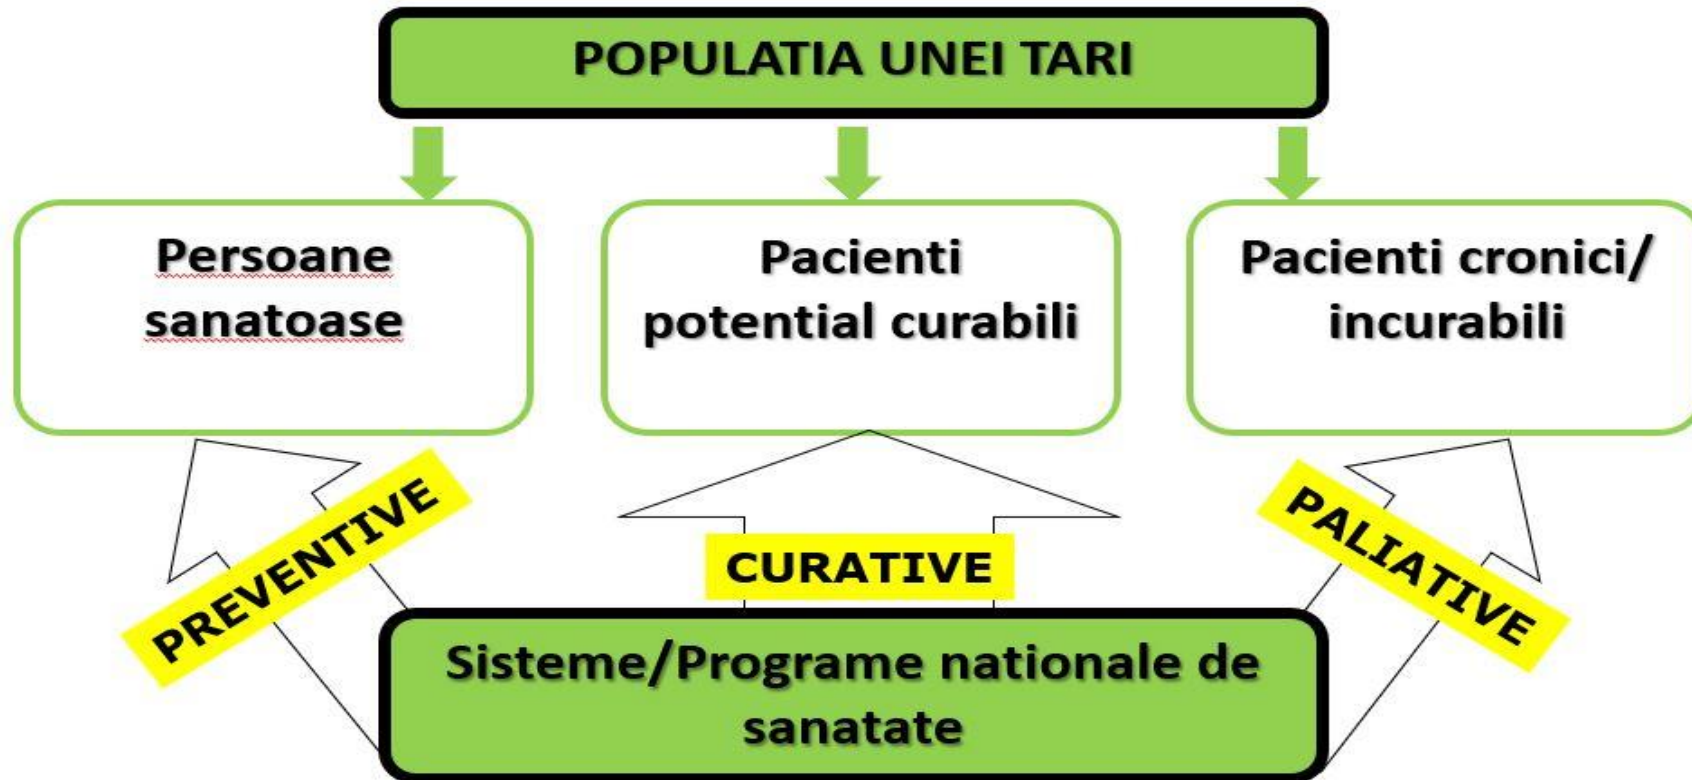 POPULATIA UNEI TARI
Persoane
sanatoase
Pacienti
potential curabili
Pacienti cronici/
incurabili
PREVENTIVE
CURATIVE
PALIATIVE
Sisteme/Programe nationale de
sanatate